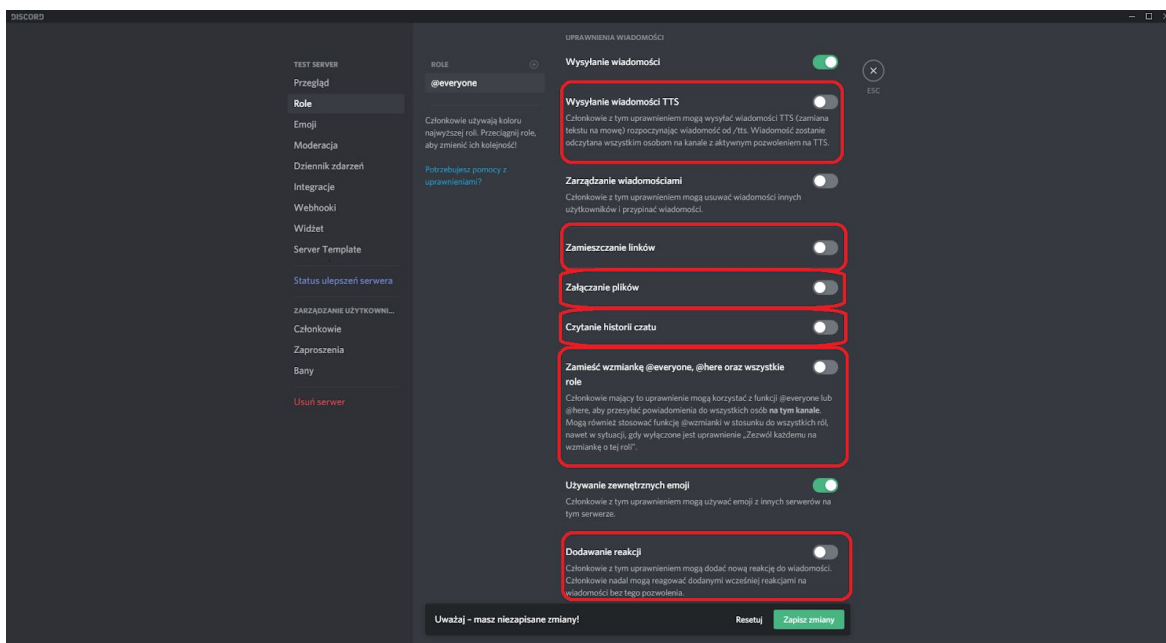 DISCORD
TEST SERVER
Przegląd
Role
Emoji
Moderacja
Dziennik zdarzeń
Integracje
Webhooki
Widżet
Server Template
Status ulepszeń serwera
ZARZĄDZANIE UŻYTKOWNI...
Członkowie
Zaproszenia
Bany
Usuń serwer
ROLE
@everyone
Członkowie używają koloru
najwyższej roli. Przeciągnij role,
aby zmienić ich kolejność!
Potrzebujesz pomocy z
uprawnieniami?
UPRAWNIENIA WIADOMOŚCI
Wysyłanie wiadomości
Wysyłanie wiadomości TTS
Członkowie z tym uprawnieniem mogą wysyłać wiadomości TTS (zamiana
tekstu na mowę) rozpoczynając wiadomość od /tts. Wiadomość zostanie
odczytana wszystkim osobom na kanale z aktywnym pozwoleniem na TTS.
Zarządzanie wiadomościami
Członkowie z tym uprawnieniem mogą usuwać wiadomości innych
użytkowników i przypinać wiadomości.
Zamieszczanie linków
Załączanie plików
Czytanie historii czatu
Zamieść wzmiankę @everyone, @here oraz wszystkie
role
Członkowie mający to uprawnienie mogą korzystać z funkcji @everyone lub
@here, aby przesyłać powiadomienia do wszystkich osób na tym kanale.
Mogą również stosować funkcję @wzmianki w stosunku do wszystkich ról,
nawet w sytuacji, gdy wyłączone jest uprawnienie „Zezwól każdemu na
wzmiankę o tej roli”.
Używanie zewnętrznych emoji
Członkowie z tym uprawnieniem mogą używać emoji z innych serwerów na
tym serwerze.
Dodawanie reakcji
Członkowie z tym uprawnieniem mogą dodać nową reakcję do wiadomości.
Członkowie nadal mogą reagować dodanymi wcześniej reakcjami na
wiadomości bez tego pozwolenia.
Uważaj – masz niezapisane zmiany!
Resetuj
Zapisz zmiany
ESC